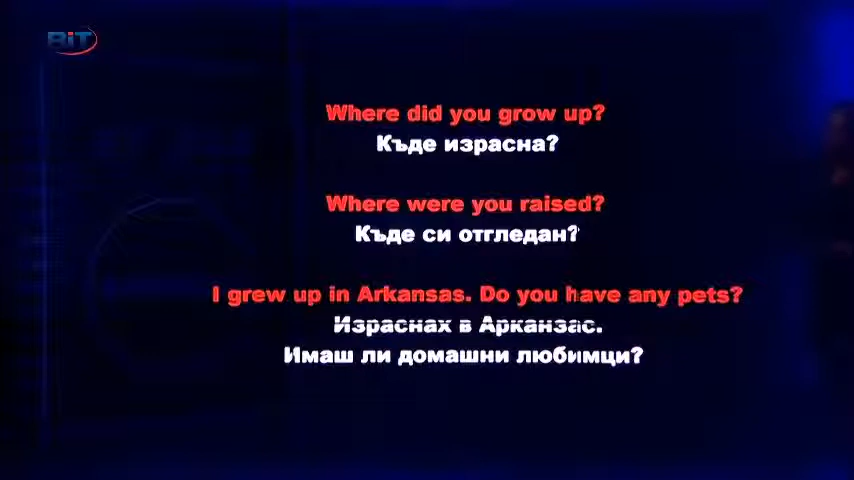 BiT
Where did you grow up?
Къде израсна?
Where were you raised?
Къде си отгледан?
I grew up in Arkansas. Do you have any pets?
Израснах в Арканзас.
Имаш ли домашни любимци?